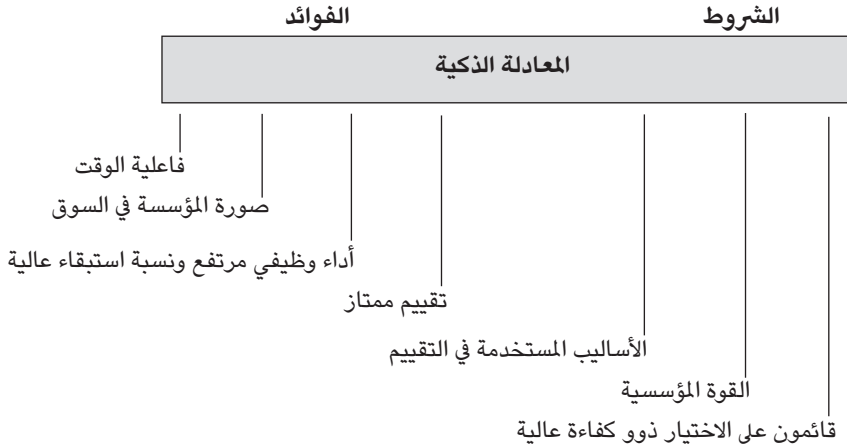 الشروط
الفوائد
المعادلة الذكية
فاعلية الوقت
صورة المؤسسة في السوق
أداء وظيفي مرتفع ونسبة استبقاء عالية
تقييم ممتاز
الأساليب المستخدمة في التقييم
القوة المؤسسية
قائمون على الاختيار ذوو كفاءة عالية